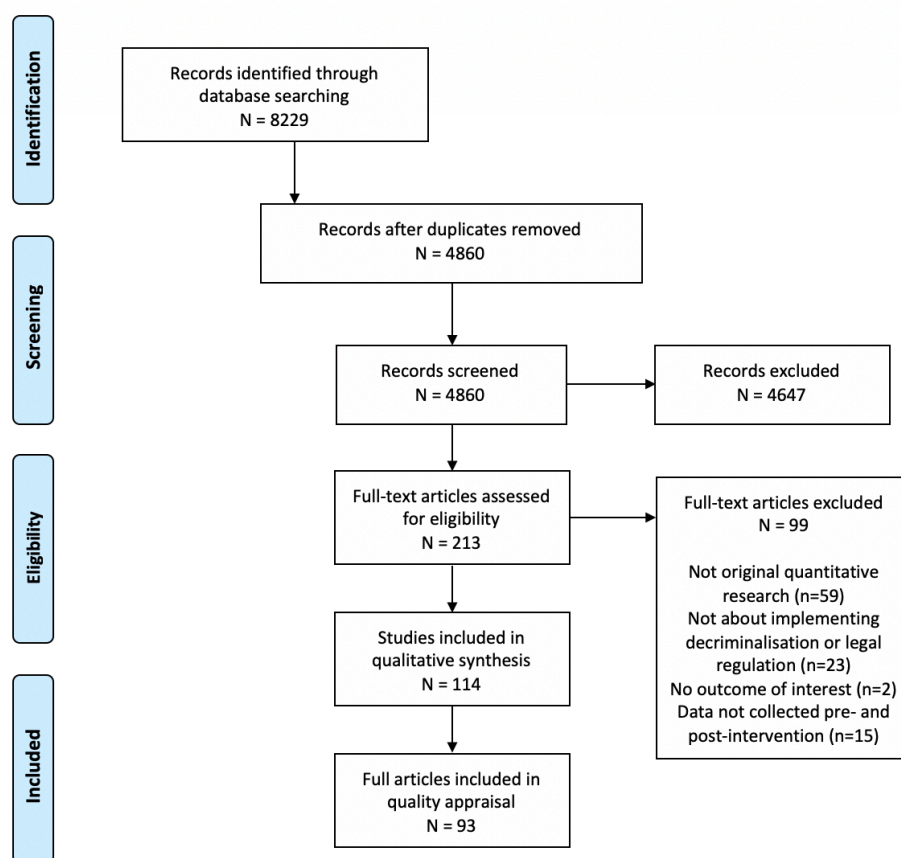 Identification
Records identified through
database searching
N = 8229
Records after duplicates removed
N = 4860
Screening
Records screened
N = 4860
Records excluded
N = 4647
Eligibility
Full-text articles assessed
for eligibility
N = 213
Full-text articles excluded
N = 99
Not original quantitative
research (n=59)
Not about implementing
decriminalisation or legal
regulation (n=23)
No outcome of interest (n=2)
Data not collected pre- and
post-intervention (n=15)
Studies included in
qualitative synthesis
N = 114
Included
Full articles included in
quality appraisal
N = 93